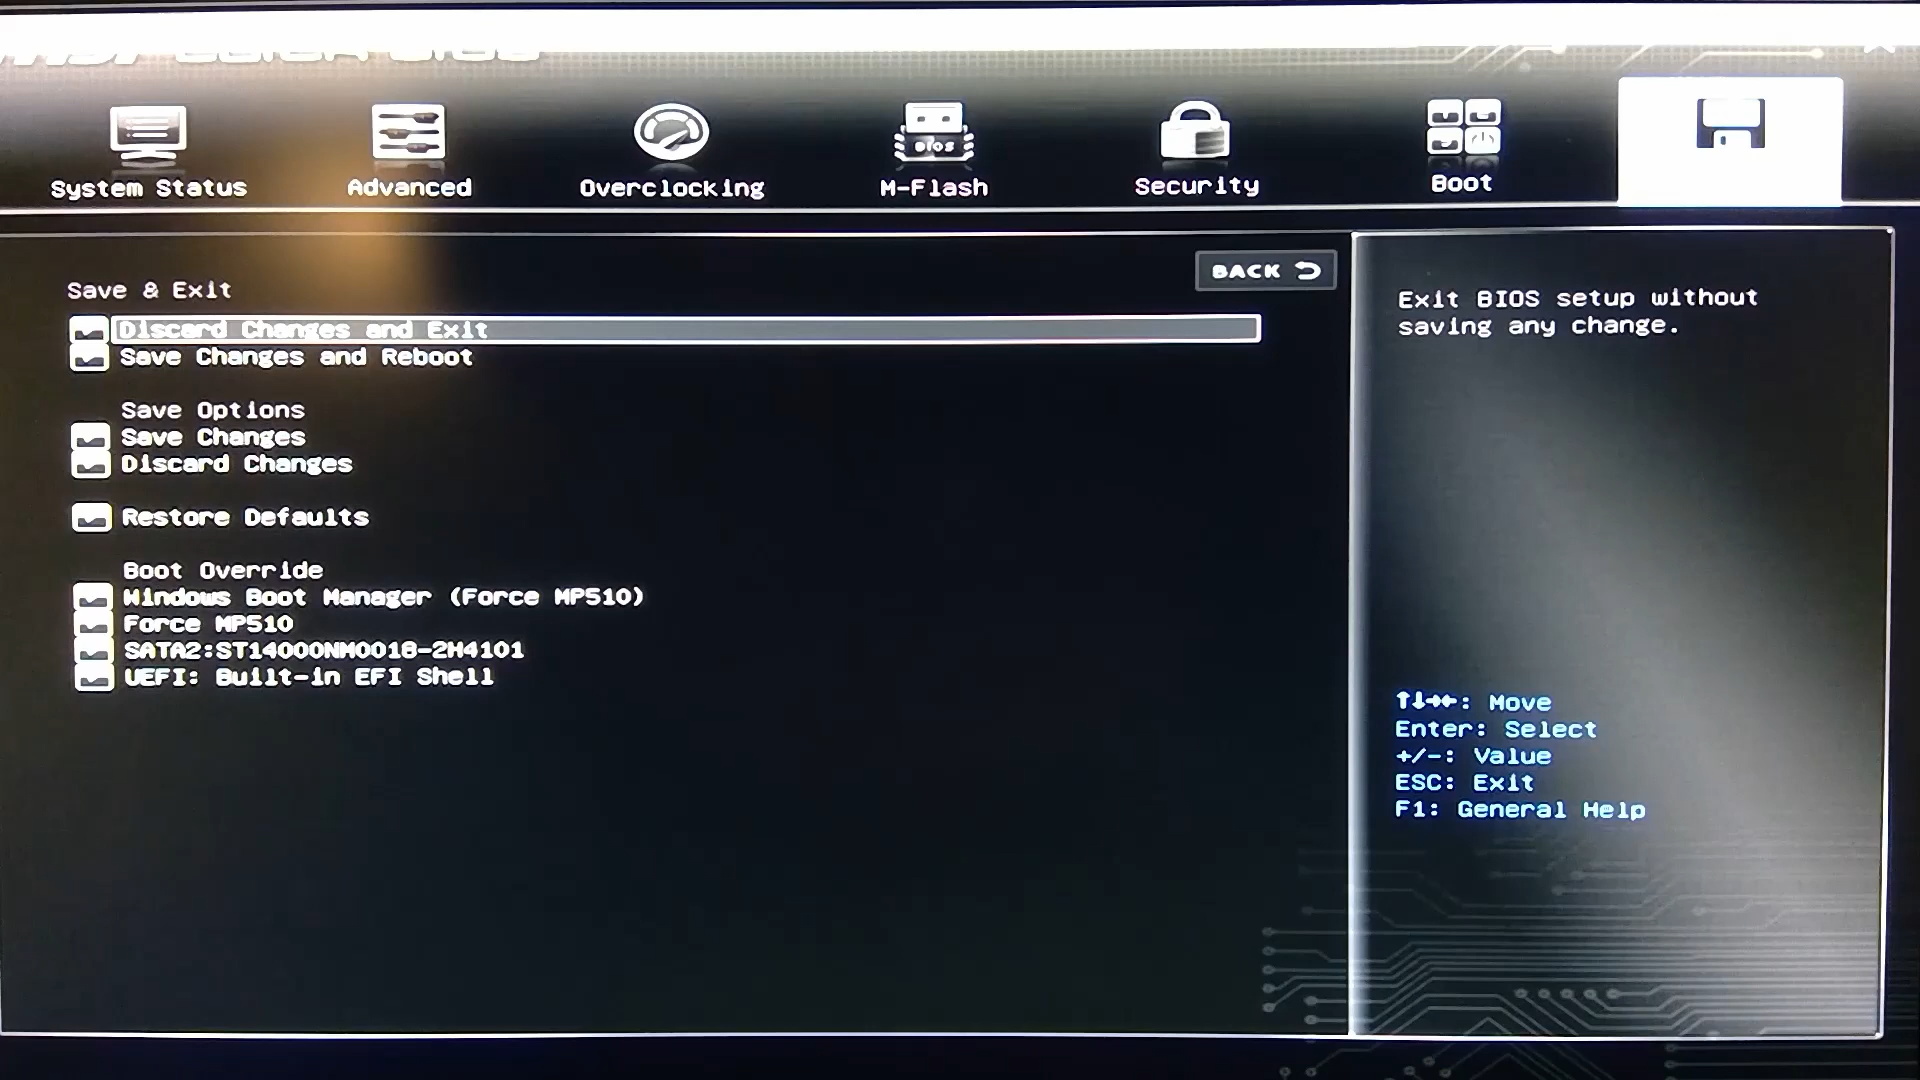 System Status
Advanced
Overclocking
BIOS
M-Flash
Security
Boot
BACK
Save & Exit
Discard Changes and Exit
Save Changes and Reboot
Save Options
Save Changes
Discard Changes
Restore Defaults
Boot Override
Windows Boot Manager (Force MP510)
Force MP510
SATA2:ST14000NM0018-2H4101
UEFI: Built-in EFI Shell
Exit BIOS setup without
saving any change.
↑↓→←: Move
Enter: Select
+/-: Value
ESC: Exit
F1: General Help